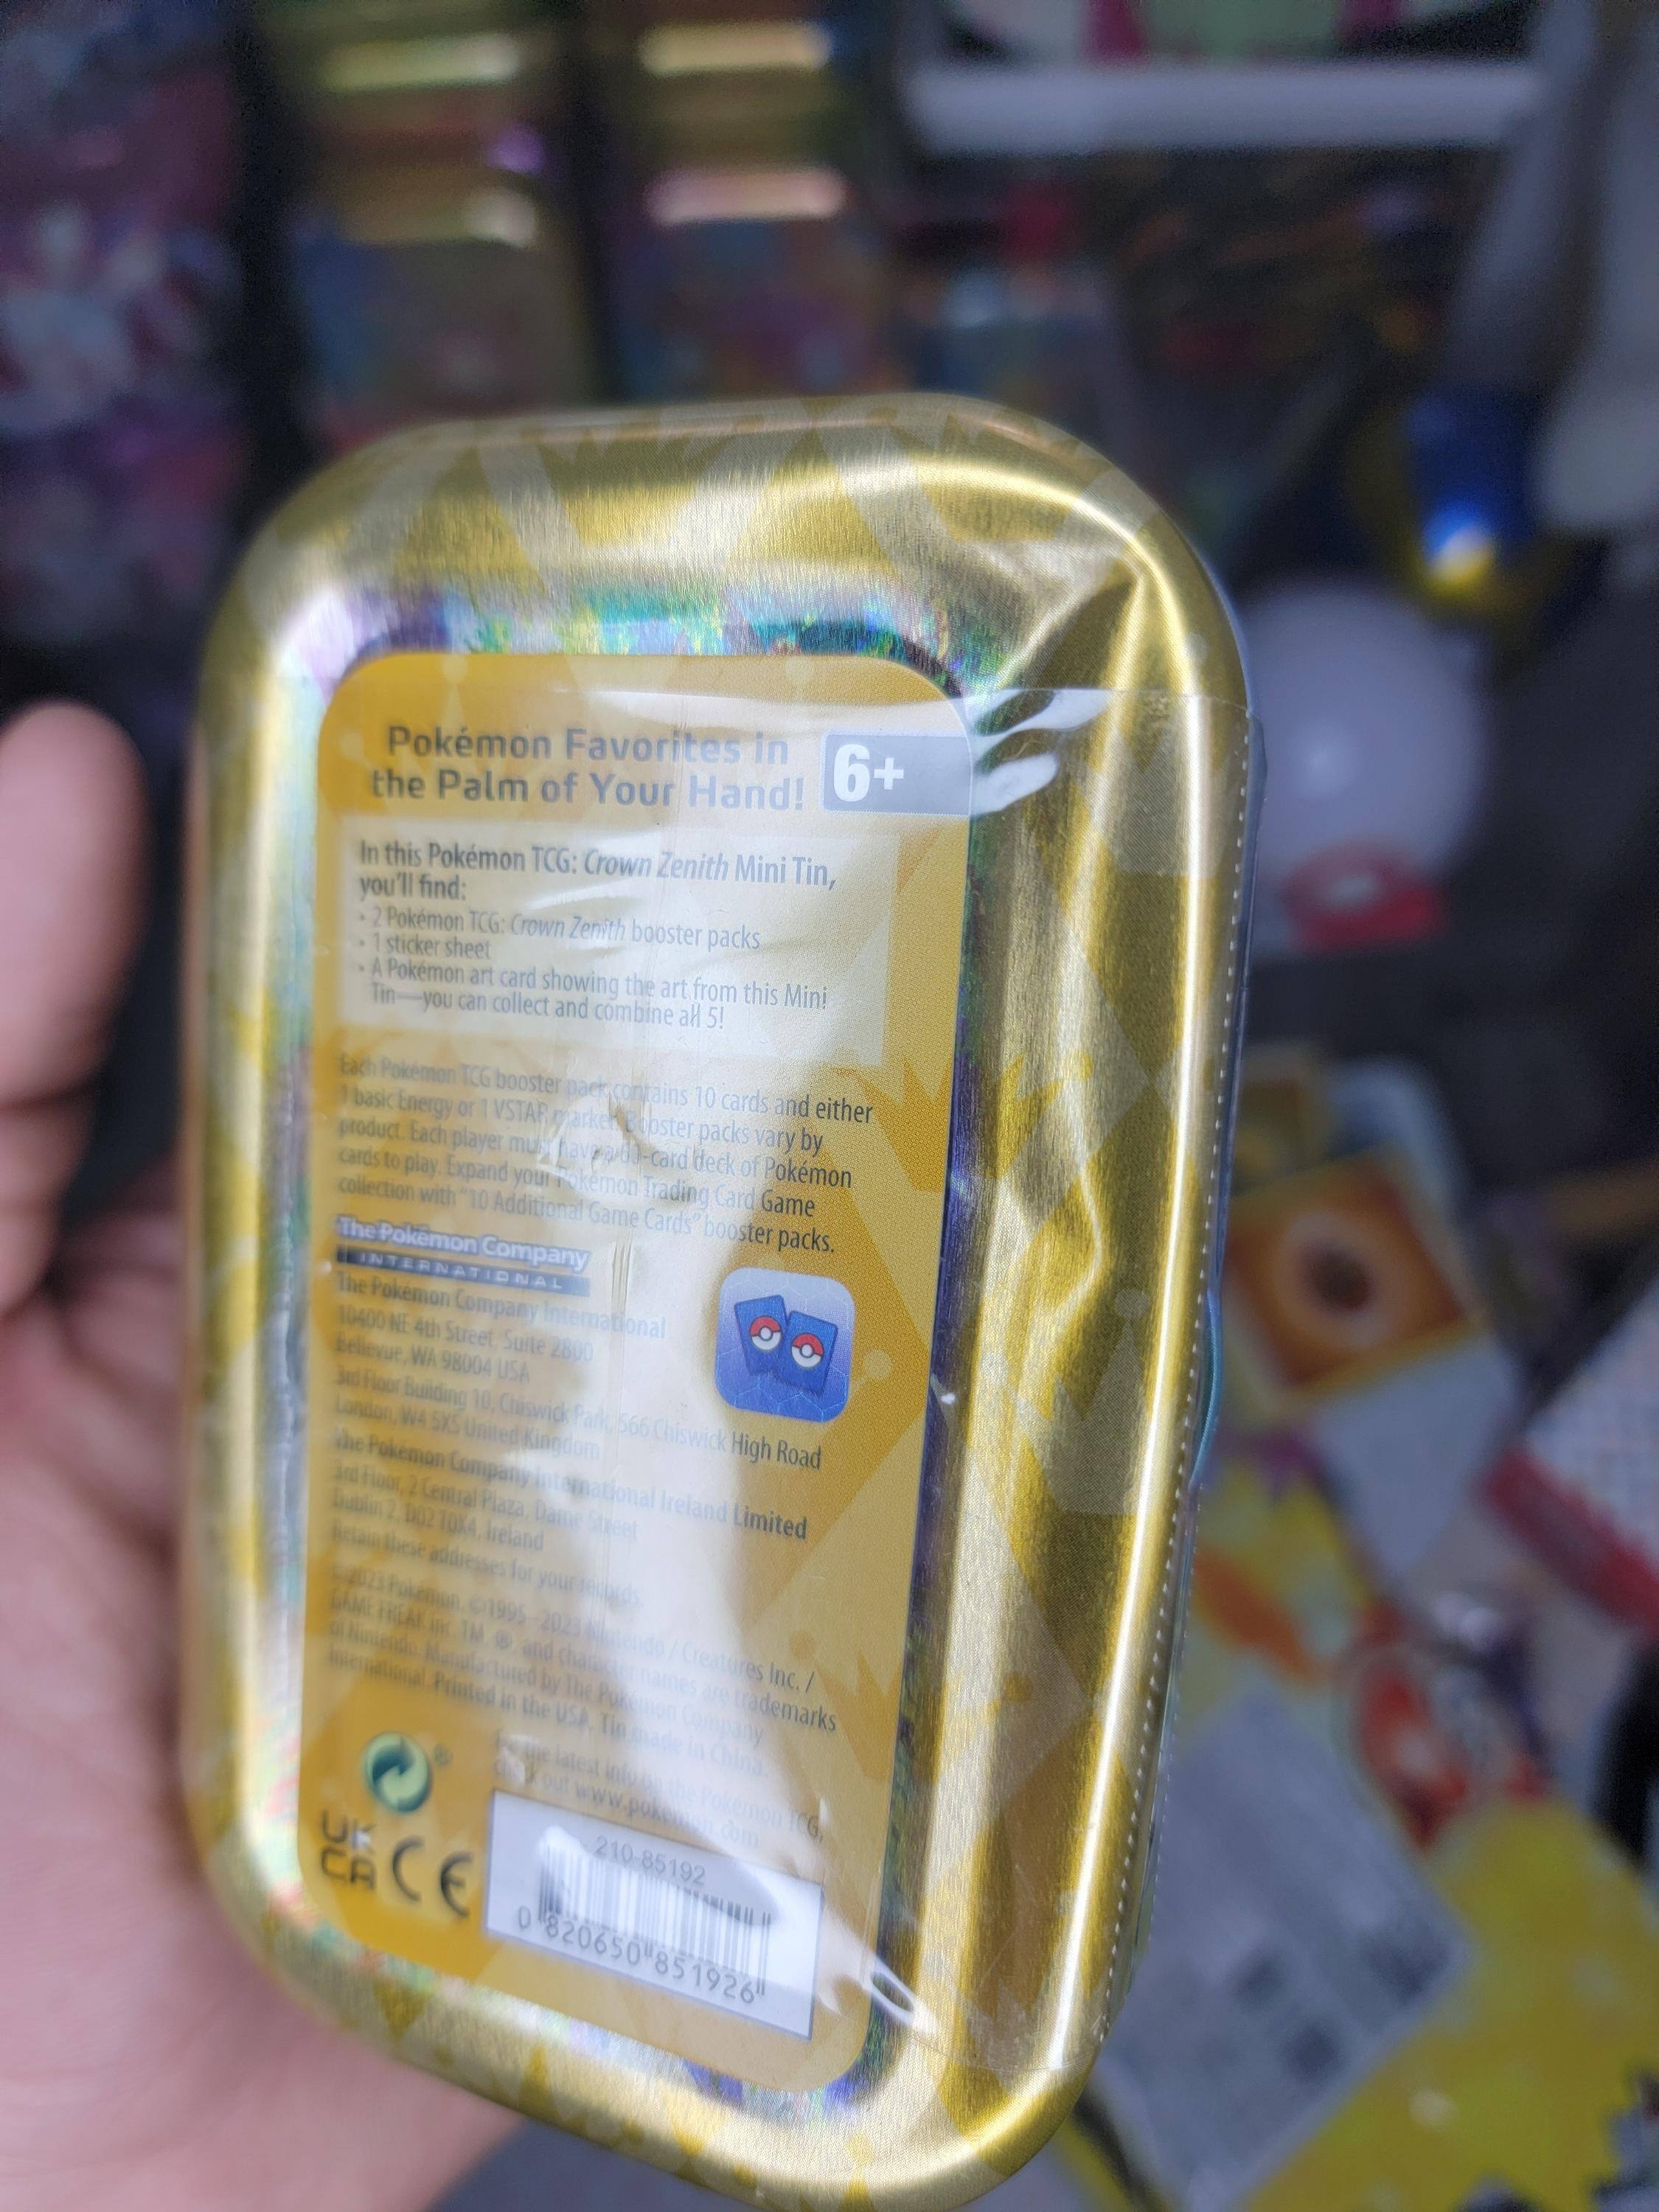 Pokémon Favorites in
the Palm of Your Hand!
6+
In this Pokémon TCG: Crown Zenith Mini Tin,
you'll find:
• 2 Pokémon TCG: Crown Zenith booster packs
• 1 sticker sheet
• A Pokémon art card showing the art from this Mini
Tin—you can collect and combine all 5!
Each Pokémon TCG booster pack contains 10 cards and either
1 basic Energy or 1 VSTAR marker. Booster packs vary by
product. Each player must have a 60-card deck of Pokémon
cards to play. Expand your Pokémon Trading Card Game
collection with "10 Additional Game Cards" booster packs.
The Pokémon Company
INTERNATIONAL
The Pokémon Company International
10400 NE 4th Street, Suite 2800
Bellevue, WA 98004 USA
3rd Floor Building 10, Chiswick Park, 566 Chiswick High Road
London, W4 5XS United Kingdom
The Pokémon Company International Ireland Limited
3rd Floor, 2 Central Plaza, Dame Street
Dublin 2, D02 T0X4, Ireland
Retain these addresses for your records.
©2023 Pokémon. ©1995–2023 Nintendo / Creatures Inc. /
GAME FREAK inc. TM, ®, and character names are trademarks
of Nintendo. Manufactured by The Pokémon Company
International. Printed in the USA. Tin made in China.
For the latest info on the Pokémon TCG,
check out www.pokemon.com
®
UK
CA
CE
210-85192
0 820650 851926